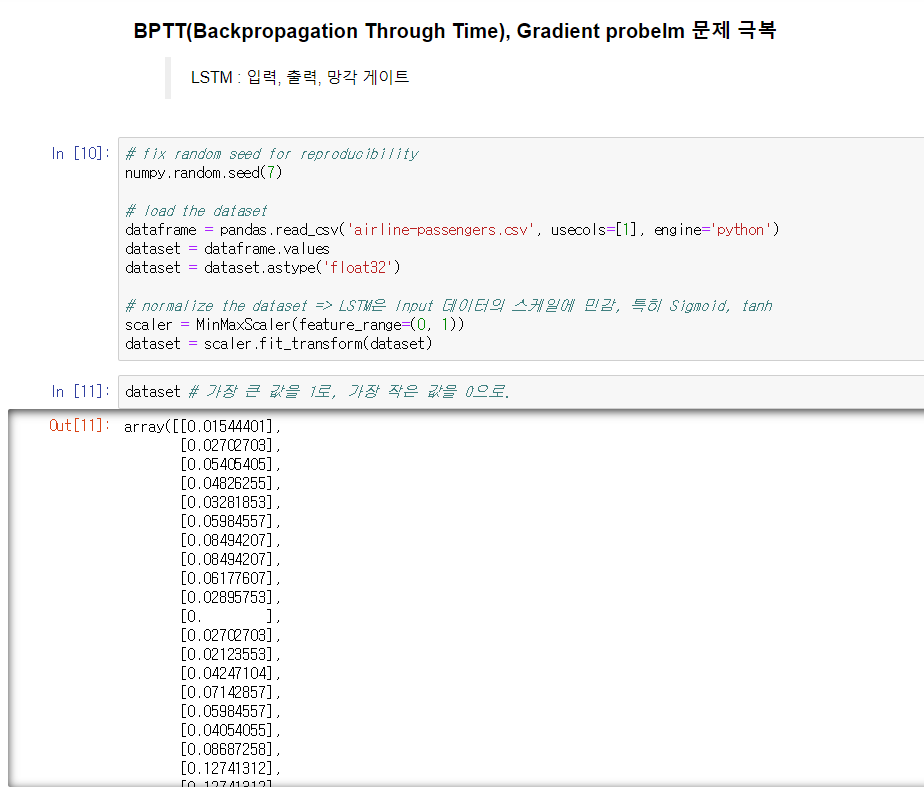 BPTT(Backpropagation Through Time), Gradient probelm 문제 극복
LSTM : 입력, 출력, 망각 게이트
In [10]:
# fix random seed for reproducibility
numpy.random.seed(7)
# load the dataset
dataframe = pandas.read_csv('airline-passengers.csv', usecols=[1], engine='python')
dataset = dataframe.values
dataset = dataset.astype('float32')
# normalize the dataset => LSTM은 Input 데이터의 스케일에 민감, 특히 Sigmoid, tanh
scaler = MinMaxScaler(feature_range=(0, 1))
dataset = scaler.fit_transform(dataset)
In [11]: dataset # 가장 큰 값을 1로, 가장 작은 값을 0으로.
Out[11]: array([[0.01544401],
[0.02702703],
[0.05405405],
[0.04826255],
[0.03281853],
[0.05984557],
[0.08494207],
[0.08494207],
[0.06177607],
[0.02895753],
[0.        ],
[0.02702703],
[0.02123553],
[0.04247104],
[0.07142857],
[0.05984557],
[0.04054055],
[0.08687258],
[0.12741312],
[0.12741312]